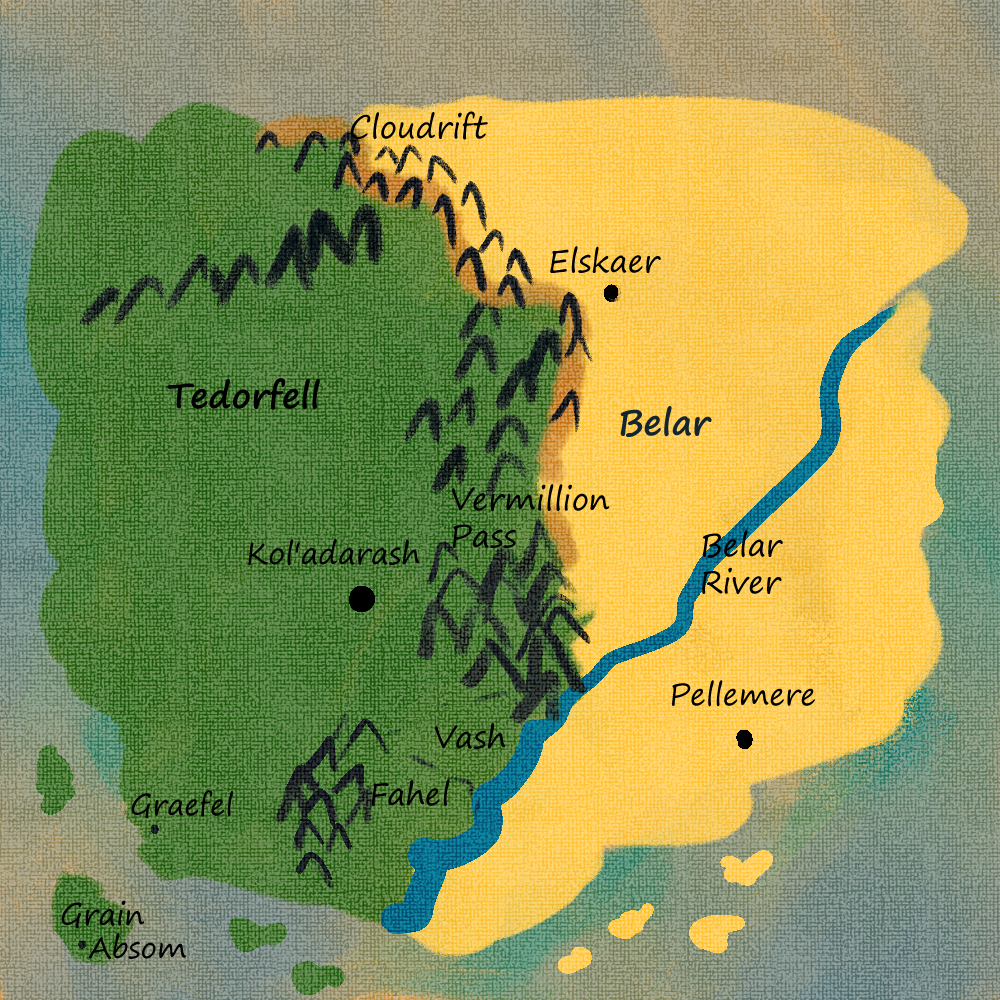 Cloudrift
Elskaer
Tedorfell
Belar
Vermillion
Pass
Kol'adarash
Belar
River
Pellemere
Vash
Fahel
Graefel
Grain
Absom